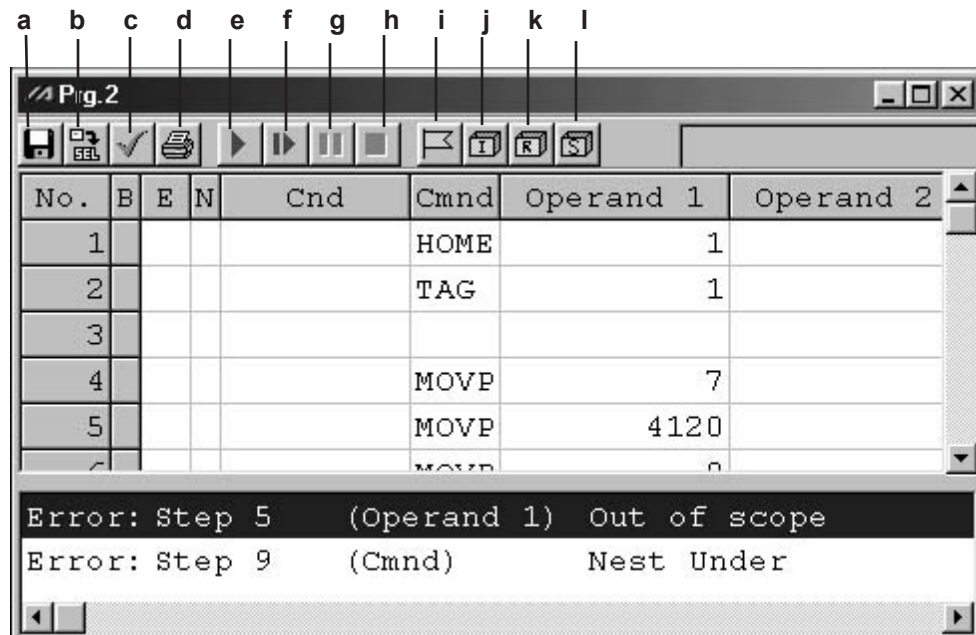 a b c d e f g h i j k l
Prg.2
SEL I R S
No. B E N Cnd Cmnd Operand 1 Operand 2
1 HOME 1
2 TAG 1
3
4 MOVP 7
5 MOVP 4120
Error: Step 5 (Operand 1) Out of scope
Error: Step 9 (Cmnd) Nest Under